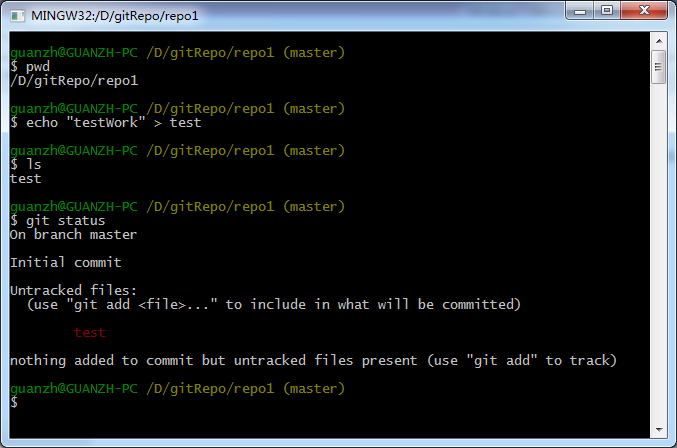 MINGW32:/D/gitRepo/repo1
guanzh@GUANZH-PC /D/gitRepo/repo1 (master)
$ pwd
/D/gitRepo/repo1
guanzh@GUANZH-PC /D/gitRepo/repo1 (master)
$ echo "testWork" > test
guanzh@GUANZH-PC /D/gitRepo/repo1 (master)
$ ls
test
guanzh@GUANZH-PC /D/gitRepo/repo1 (master)
$ git status
On branch master
Initial commit
Untracked files:
  (use "git add <file>..." to include in what will be committed)
        test
nothing added to commit but untracked files present (use "git add" to track)
guanzh@GUANZH-PC /D/gitRepo/repo1 (master)
$